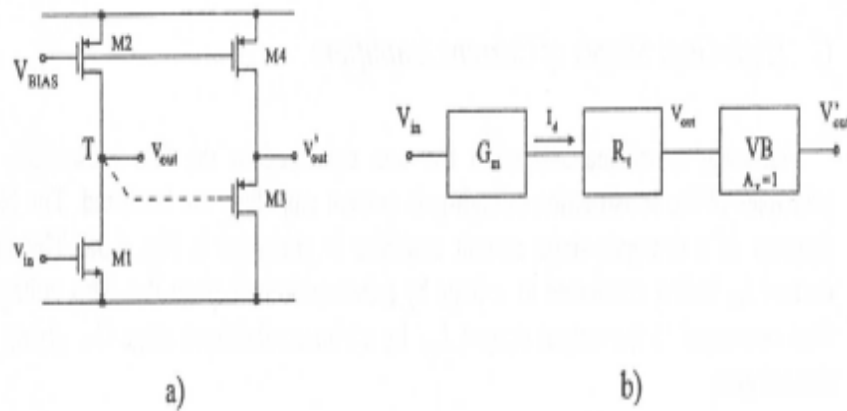 M2
M4
V_BIAS
T
V_out
V'_out
M3
V_in
M1
a)
V_in
G_m
I_d
R_t
V_out
VB
A_v=1
V'_out
b)